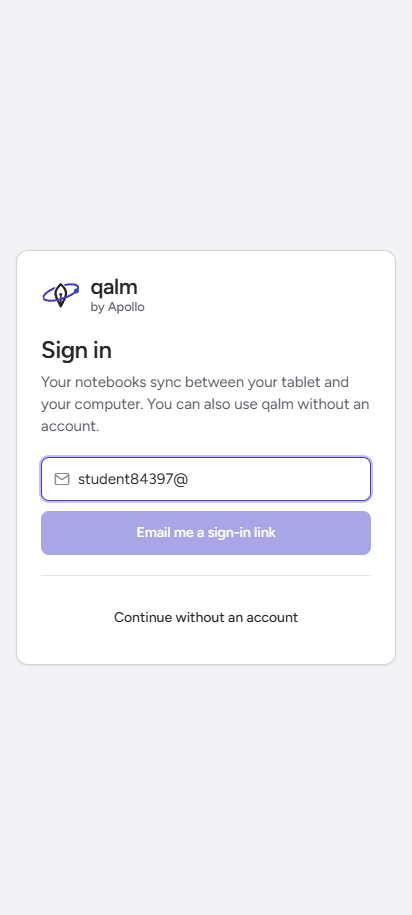 qalm
by Apollo
Sign in
Your notebooks sync between your tablet and
your computer. You can also use qalm without an
account.
student84397@
Email me a sign-in link
Continue without an account